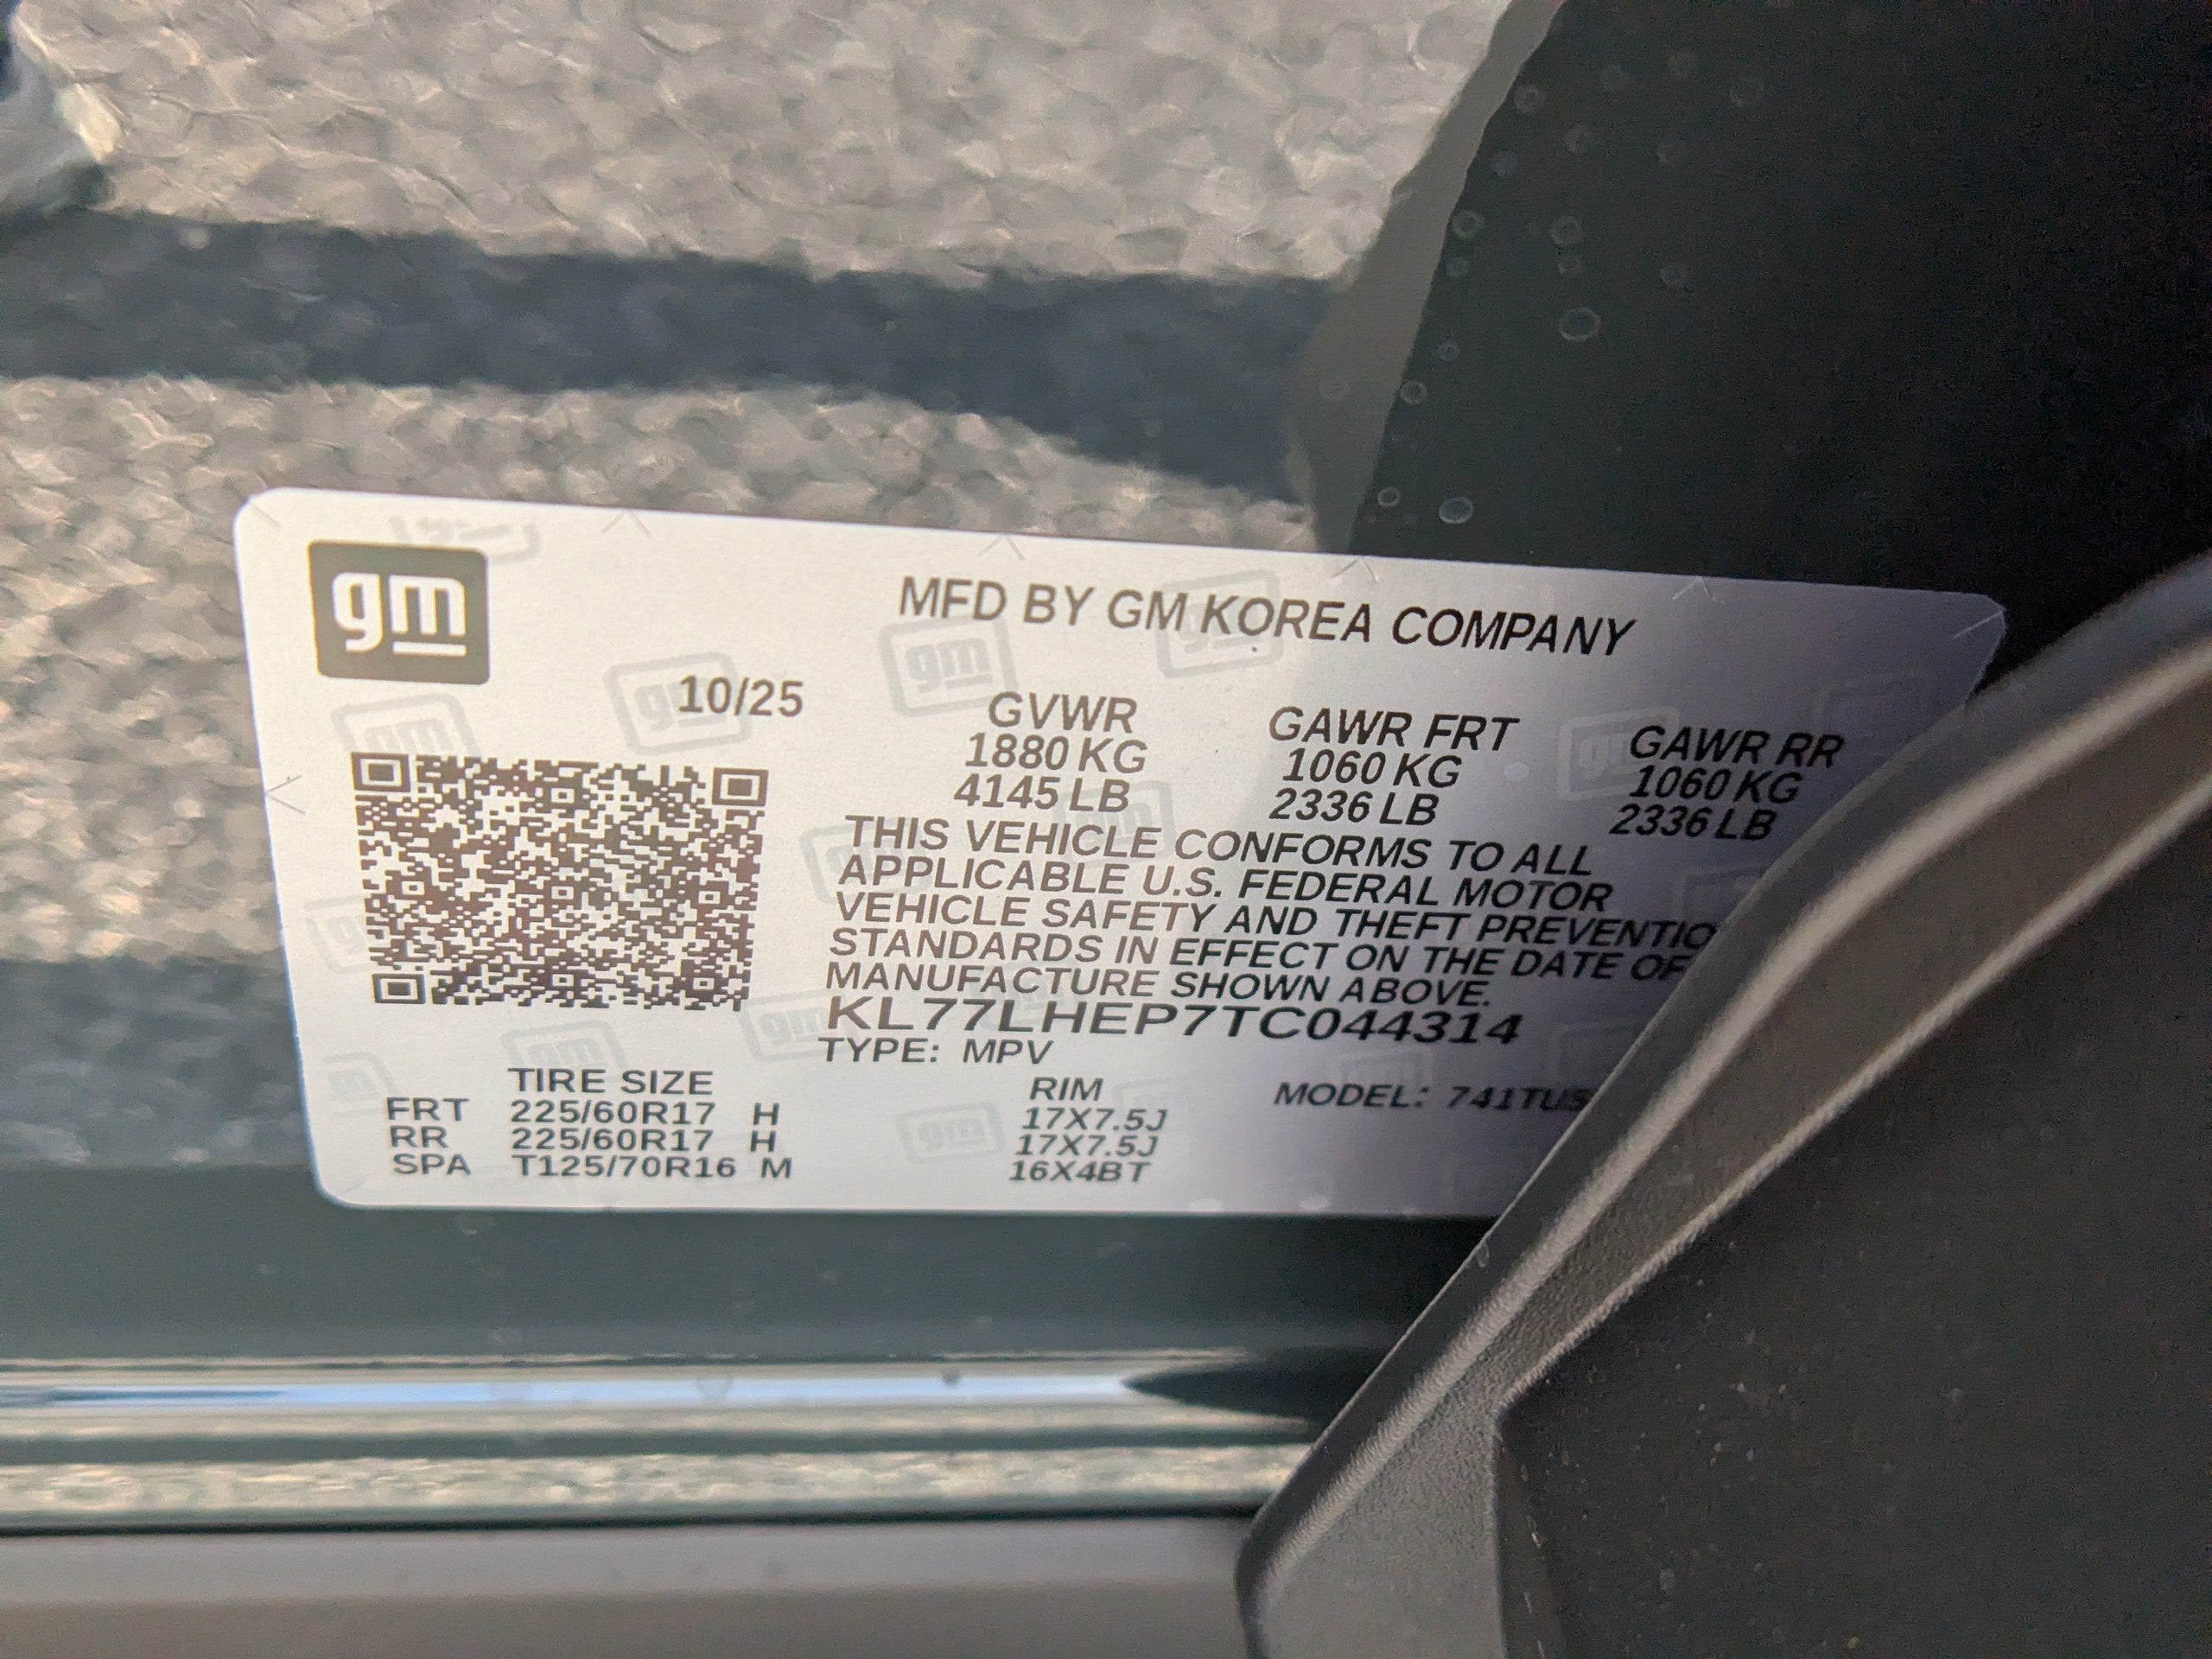 gm
MFD BY GM KOREA COMPANY
10/25
GVWR GAWR FRT GAWR RR
1880 KG 1060 KG 1060 KG
4145 LB 2336 LB 2336 LB
THIS VEHICLE CONFORMS TO ALL
APPLICABLE U.S. FEDERAL MOTOR
VEHICLE SAFETY AND THEFT PREVENTIO
STANDARDS IN EFFECT ON THE DATE OF
MANUFACTURE SHOWN ABOVE.
KL77LHEP7TC044314
TYPE: MPV
TIRE SIZE RIM MODEL: 741TUS
FRT 225/60R17 H 17X7.5J
RR 225/60R17 H 17X7.5J
SPA T125/70R16 M 16X4BT